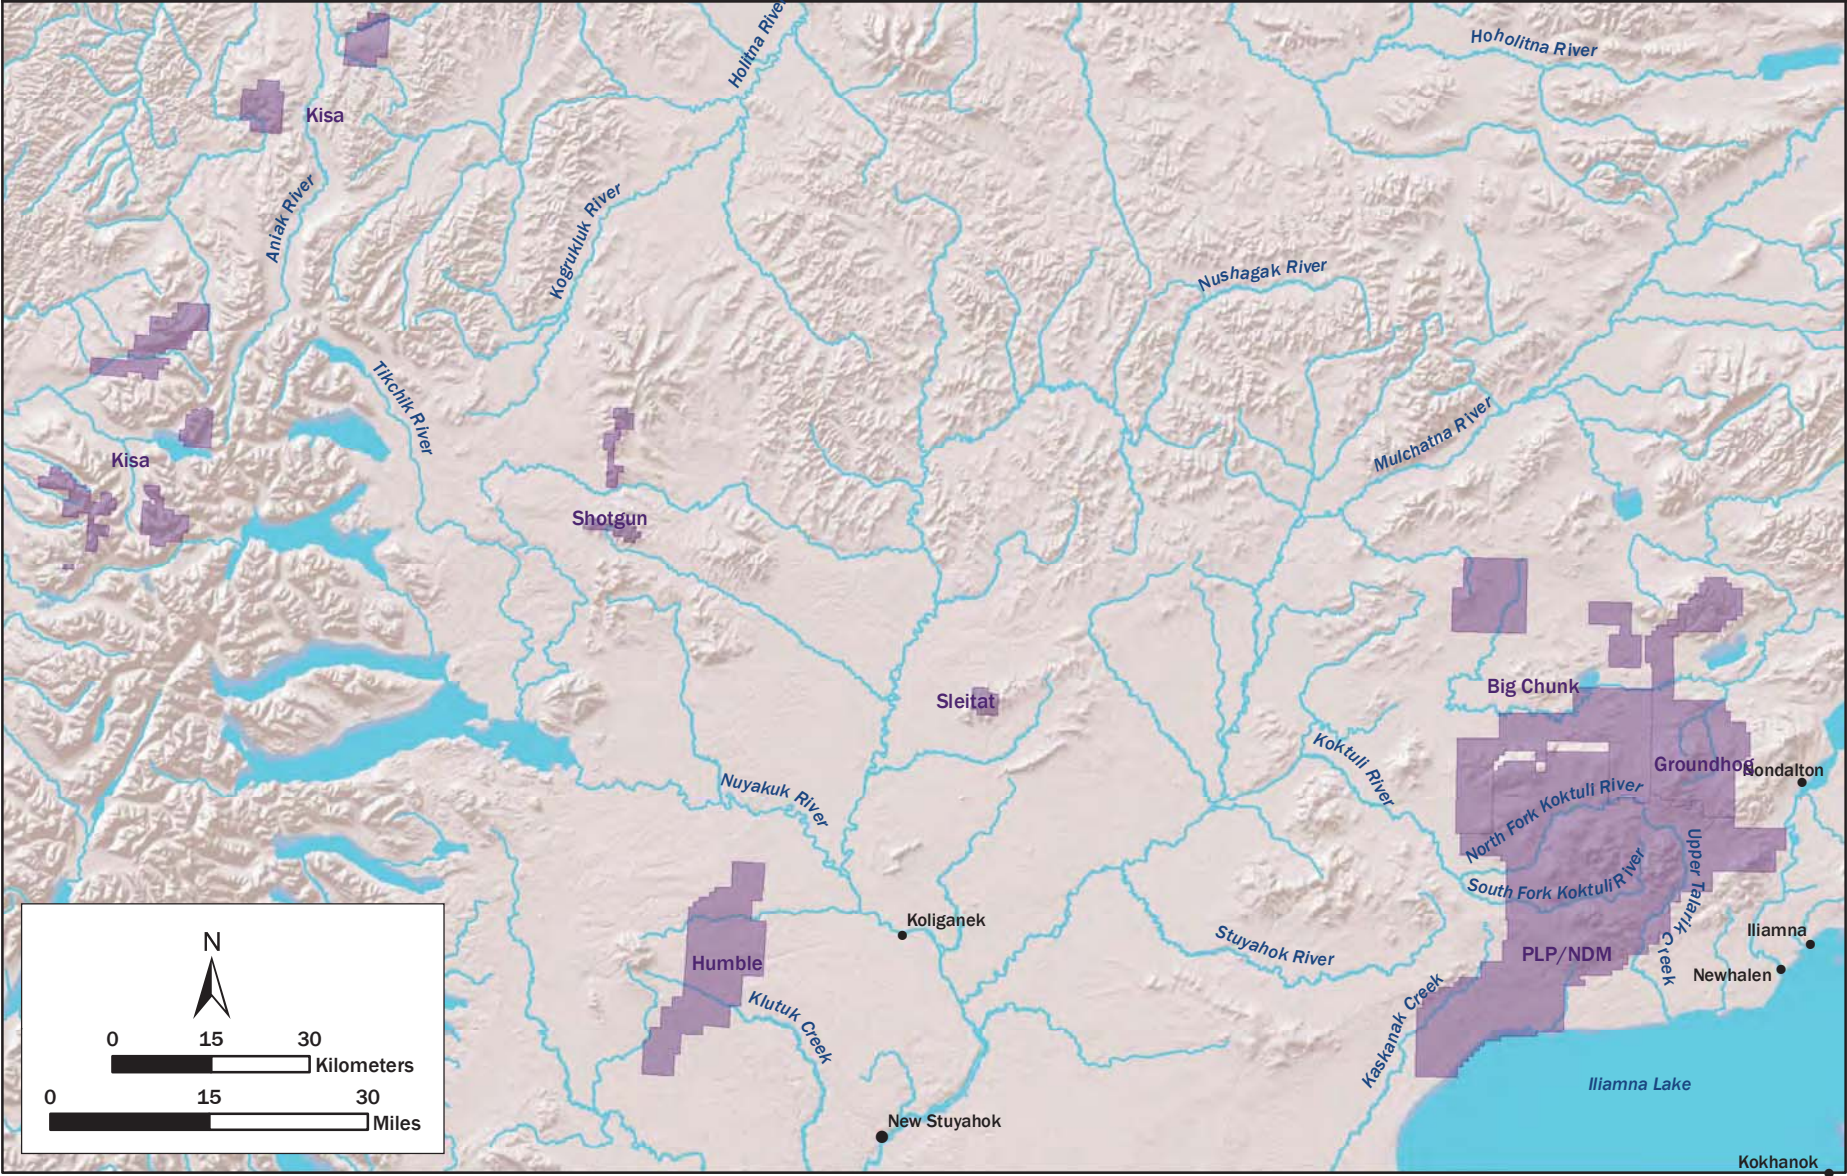 Holitna River
Hoholitna River
Kisa
Aniak River
Kogrukluk River
Nushagak River
Tikchik River
Mulchatna River
Kisa
Shotgun
Big Chunk
Sleitat
Koktuli River
Groundhog
Nondalton
Nuyakuk River
North Fork Koktuli River
Upper Talarik Creek
South Fork Koktuli River
Koliganek
Stuyahok River
Iliamna
PLP/NDM
Humble
Newhalen
Klutuk Creek
Kaskanak Creek
N
0 15 30
Kilometers
0 15 30
Miles
Iliamna Lake
New Stuyahok
Kokhanok